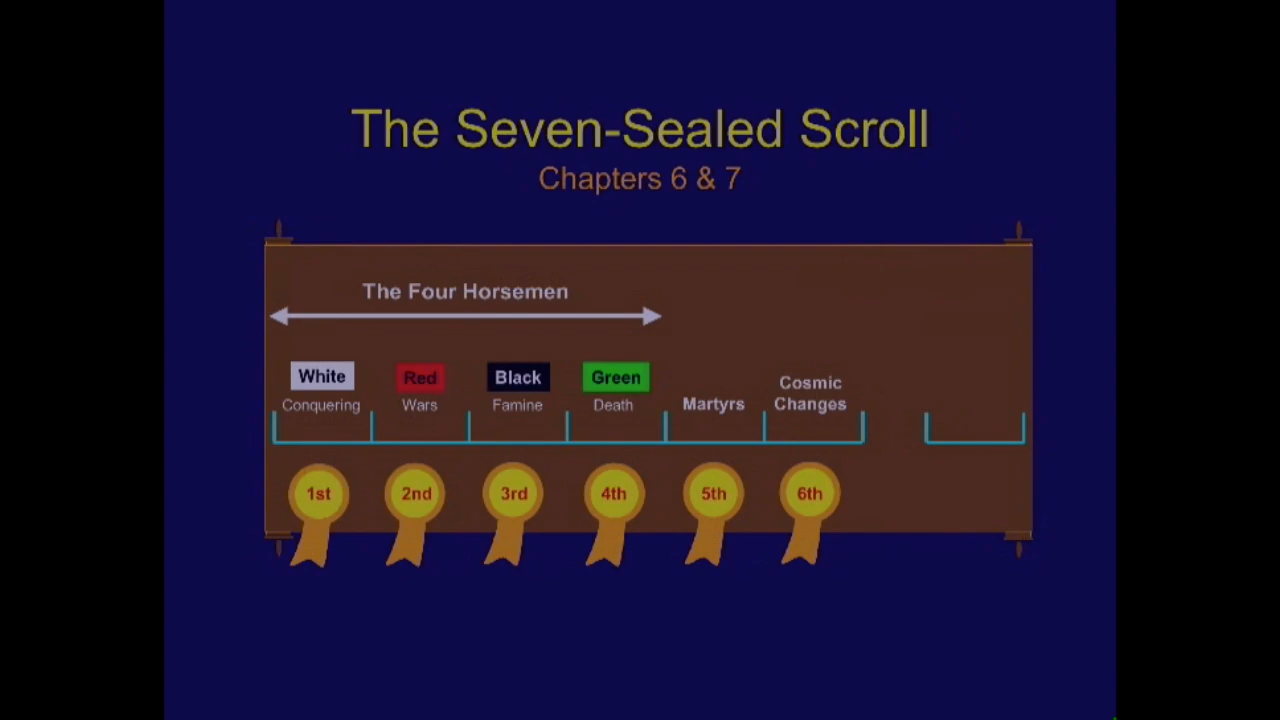 The Seven-Sealed Scroll
Chapters 6 & 7
The Four Horsemen
White
Red
Black
Green
Conquering
Wars
Famine
Death
Martyrs
Cosmic
Changes
1st
2nd
3rd
4th
5th
6th